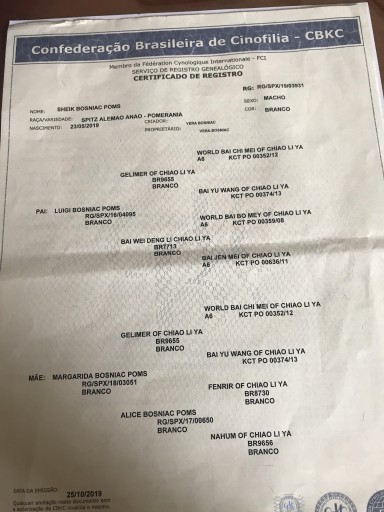 Confederação Brasileira de Cinofilia - CBKC
Membro da Fédération Cynologique Internationale - FCI
SERVIÇO DE REGISTRO GENEALÓGICO
CERTIFICADO DE REGISTRO
RG: RG/SPX/19/03931
NOME: SHEIK BOSNIAC POMS
SEXO: MACHO
RAÇA/VARIEDADE: SPITZ ALEMAO ANAO - POMERANIA
COR: BRANCO
NASCIMENTO: 23/05/2019
CRIADOR: VERA BOSNIAC
PROPRIETÁRIO: VERA BOSNIAC
WORLD BAI CHI MEI OF CHIAO LI YA
A6 KCT PO 00352/12
GELIMER OF CHIAO LI YA
BR9655
BRANCO
BAI YU WANG OF CHIAO LI YA
KCT PO 00374/13
PAI: LUIGI BOSNIAC POMS
RG/SPX/16/04095
BRANCO
WORLD BAI BO MEY OF CHIAO LI YA
A6 KCT PO 00359/08
BAI WEI DENG LI CHIAO LI YA
BR7713
BRANCO
BAI JEN MEI OF CHIAO LI YA
A6 KCT PO 00636/11
WORLD BAI CHI MEI OF CHIAO LI YA
A6 KCT PO 00352/12
GELIMER OF CHIAO LI YA
BR9655
BRANCO
BAI YU WANG OF CHIAO LI YA
KCT PO 00374/13
MÃE: MARGARIDA BOSNIAC POMS
RG/SPX/18/03051
BRANCO
FENRIR OF CHIAO LI YA
BR8730
BRANCO
ALICE BOSNIAC POMS
RG/SPX/17/00650
BRANCO
NAHUM OF CHIAO LI YA
BR9656
BRANCO
DATA DA EMISSÃO:
25/10/2019
Qualquer anotação neste documento sem
a autorização da CBKC invalida o mesmo.